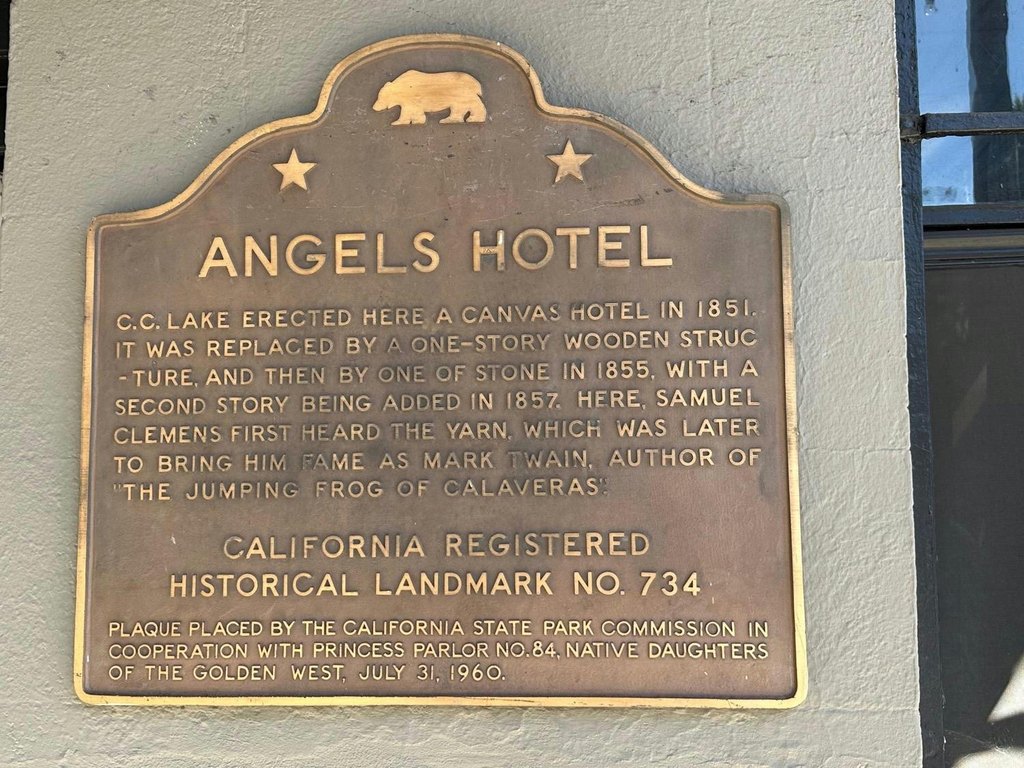 ANGELS HOTEL
C.C. LAKE ERECTED HERE A CANVAS HOTEL IN 1851.
IT WAS REPLACED BY A ONE-STORY WOODEN STRUC
-TURE, AND THEN BY ONE OF STONE IN 1855, WITH A
SECOND STORY BEING ADDED IN 1857. HERE, SAMUEL
CLEMENS FIRST HEARD THE YARN, WHICH WAS LATER
TO BRING HIM FAME AS MARK TWAIN, AUTHOR OF
"THE JUMPING FROG OF CALAVERAS".
CALIFORNIA REGISTERED
HISTORICAL LANDMARK NO. 734
PLAQUE PLACED BY THE CALIFORNIA STATE PARK COMMISSION IN
COOPERATION WITH PRINCESS PARLOR NO.84, NATIVE DAUGHTERS
OF THE GOLDEN WEST, JULY 31, 1960.